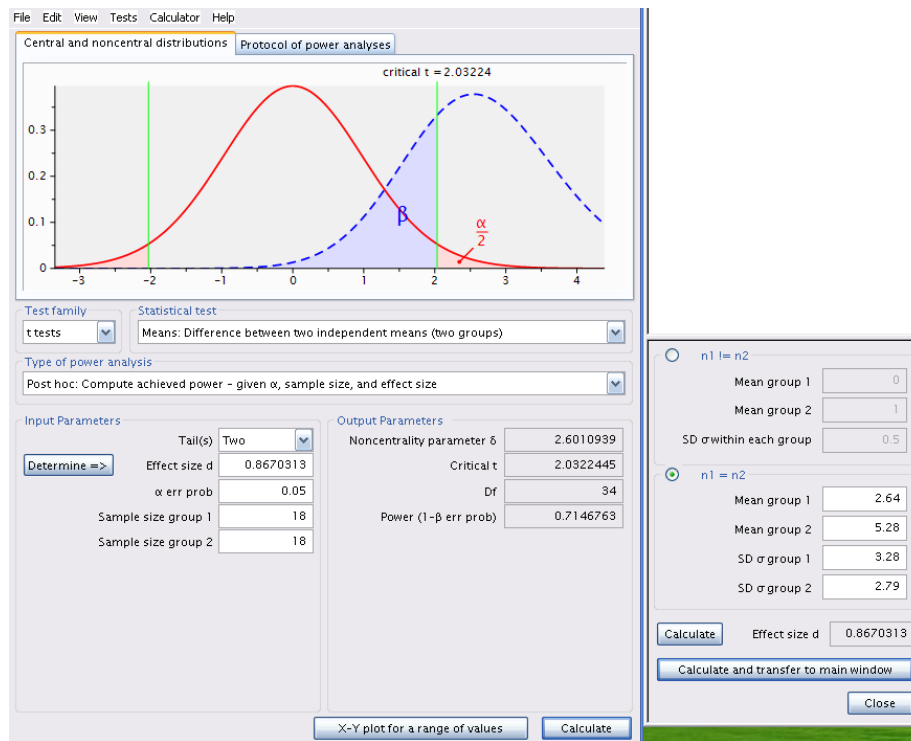 File Edit View Tests Calculator Help
Central and noncentral distributions
Protocol of power analyses
critical t = 2.03224
0.3
0.2
0.1
0
β
α
2
-3 -2 -1 0 1 2 3 4
Test family
Statistical test
t tests
Means: Difference between two independent means (two groups)
Type of power analysis
Post hoc: Compute achieved power – given α, sample size, and effect size
Input Parameters
Tail(s) Two
Determine =>
Effect size d 0.8670313
α err prob 0.05
Sample size group 1 18
Sample size group 2 18
Output Parameters
Noncentrality parameter δ 2.6010939
Critical t 2.0322445
Df 34
Power (1-β err prob) 0.7146763
X-Y plot for a range of values
Calculate
n1 != n2
Mean group 1 0
Mean group 2 1
SD σ within each group 0.5
n1 = n2
Mean group 1 2.64
Mean group 2 5.28
SD σ group 1 3.28
SD σ group 2 2.79
Calculate
Effect size d 0.8670313
Calculate and transfer to main window
Close